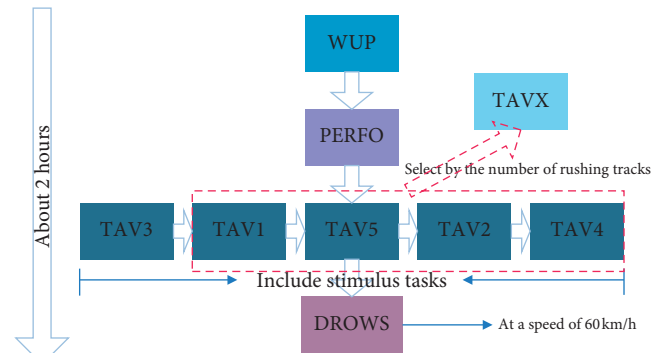 About 2 hours
WUP
TAVX
PERFO
Select by the number of rushing tracks
TAV3
TAV1
TAV5
TAV2
TAV4
Include stimulus tasks
DROWS
At a speed of 60 km/h